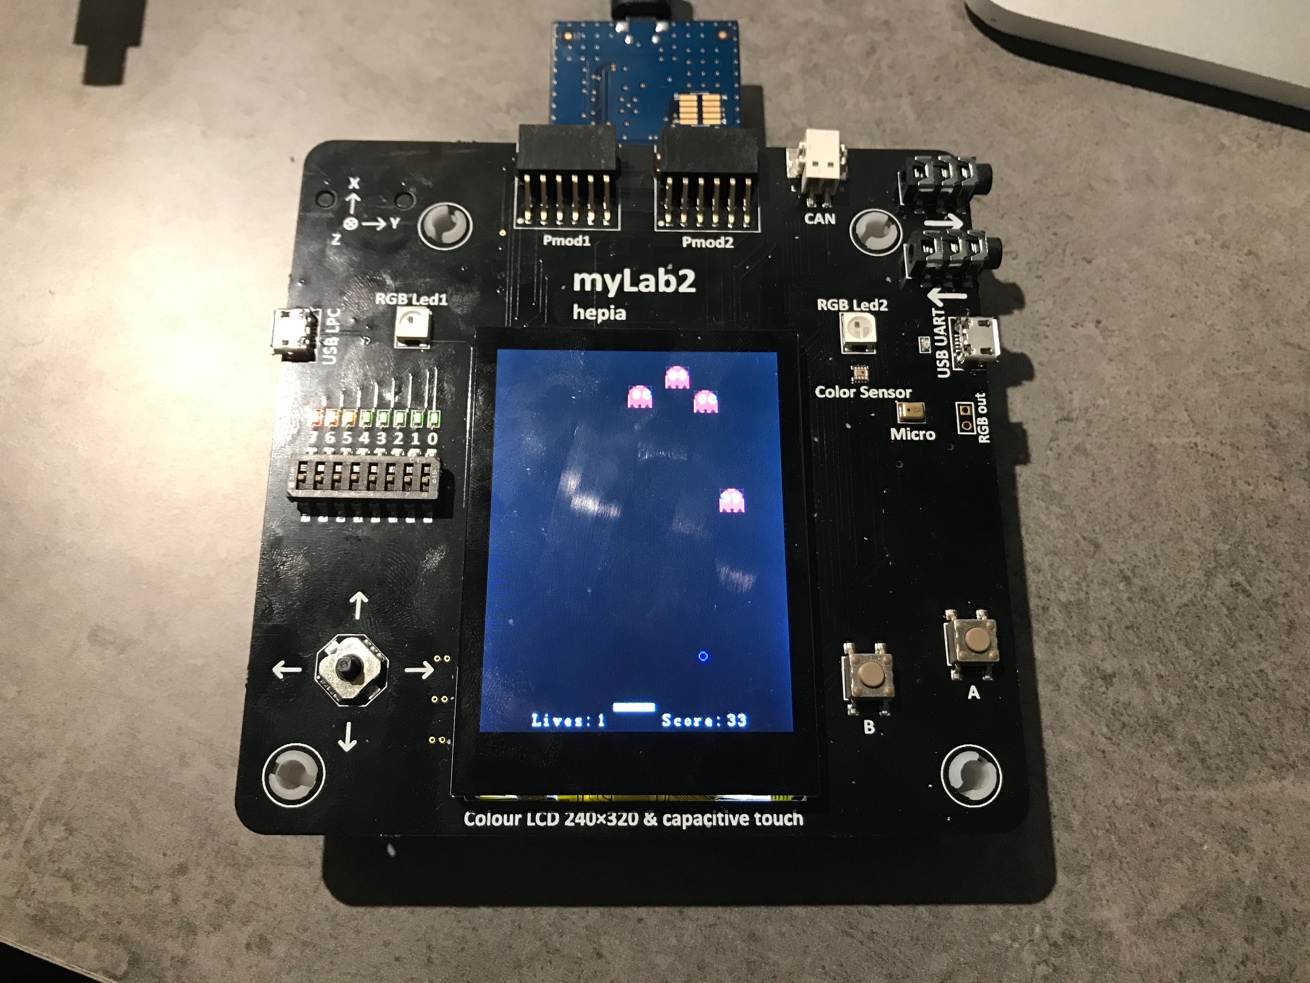 X
Y
Z
Pmod1
Pmod2
CAN
myLab2
hepia
RGB Led1
RGB Led2
USB LPC
USB UART
Color Sensor
Micro
RGB out
7 6 5 4 3 2 1 0
A
B
Lives:1 Score:33
Colour LCD 240×320 & capacitive touch